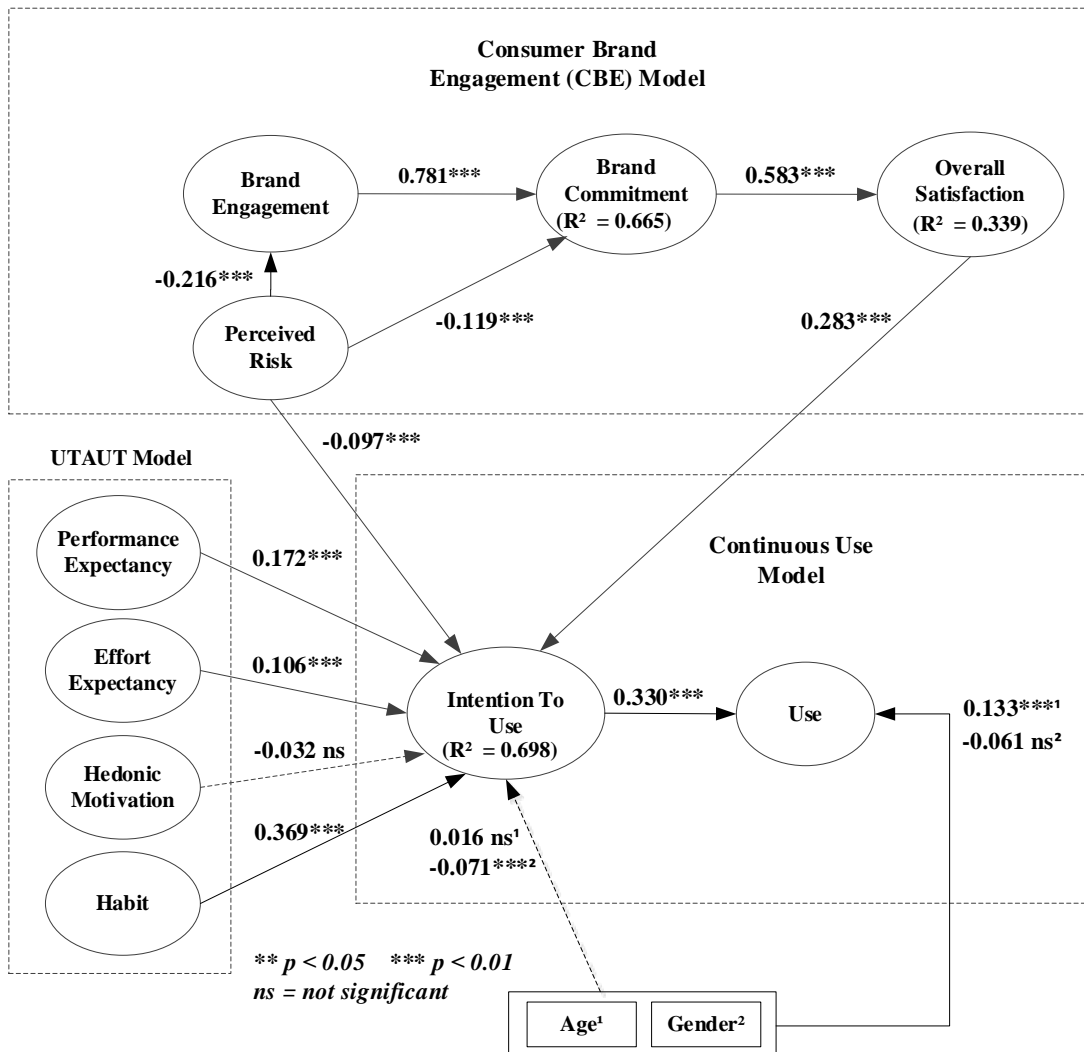 Consumer Brand
Engagement (CBE) Model
Brand
Engagement
0.781***
Brand
Commitment
(R² = 0.665)
0.583***
Overall
Satisfaction
(R² = 0.339)
-0.216***
Perceived
Risk
-0.119***
0.283***
-0.097***
UTAUT Model
Performance
Expectancy
0.172***
Continuous Use
Model
Effort
Expectancy
0.106***
Intention To
Use
(R² = 0.698)
0.330***
Use
0.133***¹
-0.061 ns²
Hedonic
Motivation
-0.032 ns
Habit
0.369***
0.016 ns¹
-0.071***²
** p < 0.05 *** p < 0.01
ns = not significant
Age¹
Gender²